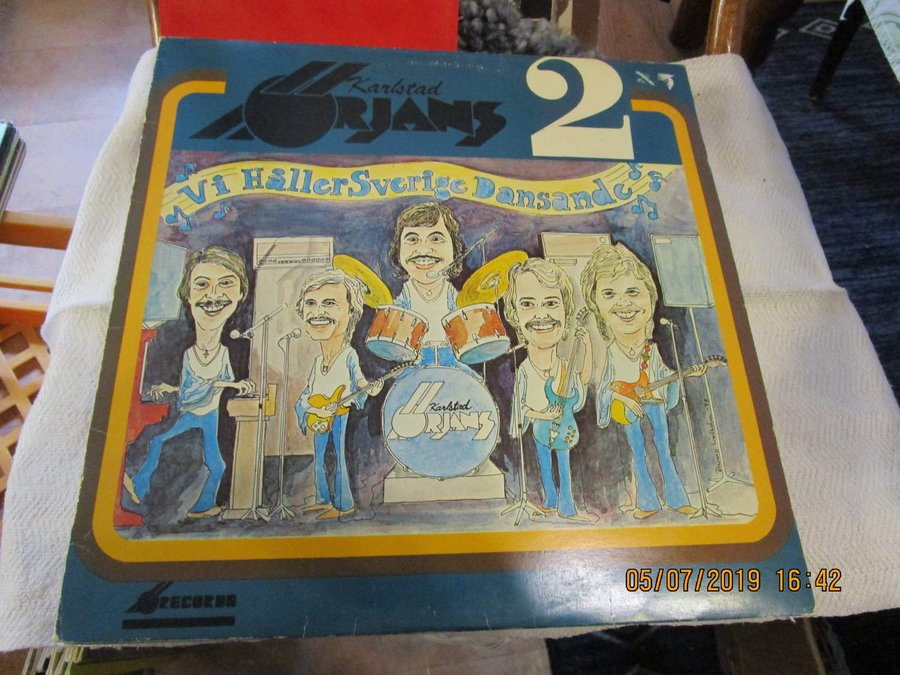 Karlstad
ÖRJANS 2
Vi Håller Sverige Dansande
Karlstad
ÖRJANS
RECORDS
05/07/2019 16:42